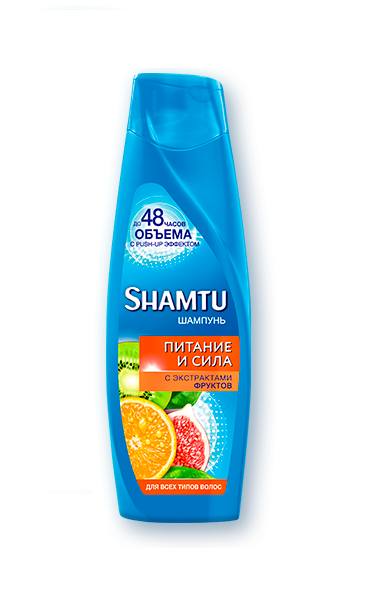 до 48 часов
ОБЪЕМА
С PUSH-UP ЭФФЕКТОМ
SHAMTU
ШАМПУНЬ
ПИТАНИЕ
И СИЛА
С ЭКСТРАКТАМИ
ФРУКТОВ
ДЛЯ ВСЕХ ТИПОВ ВОЛОС